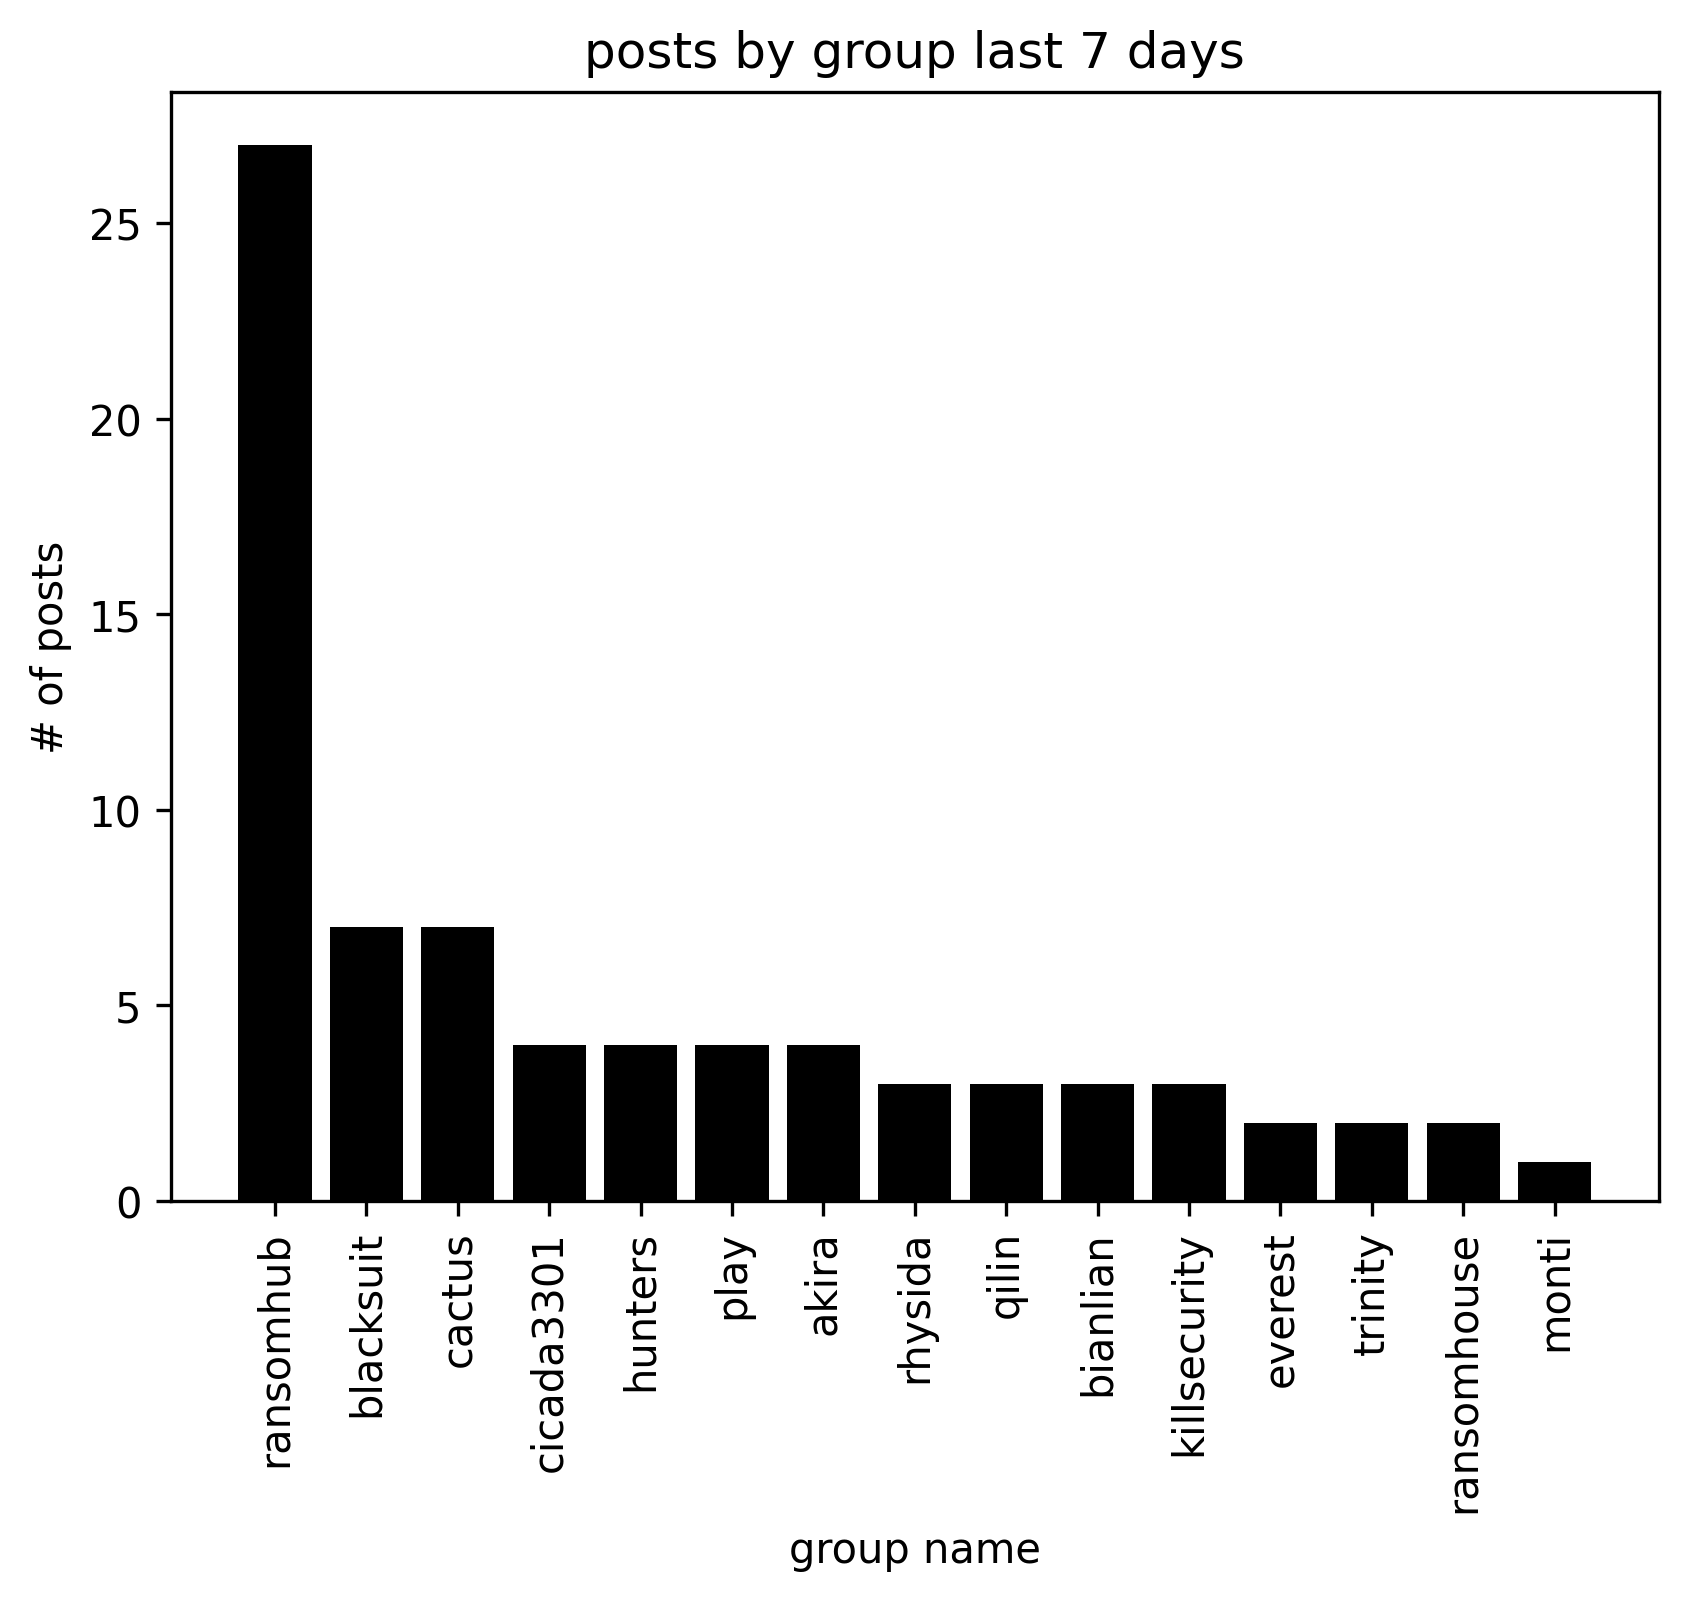 posts by group last 7 days
# of posts
25
20
15
10
5
0
ransomhub
blacksuit
cactus
cicada3301
hunters
play
akira
rhysida
qilin
bianlian
killsecurity
everest
trinity
ransomhouse
monti
group name